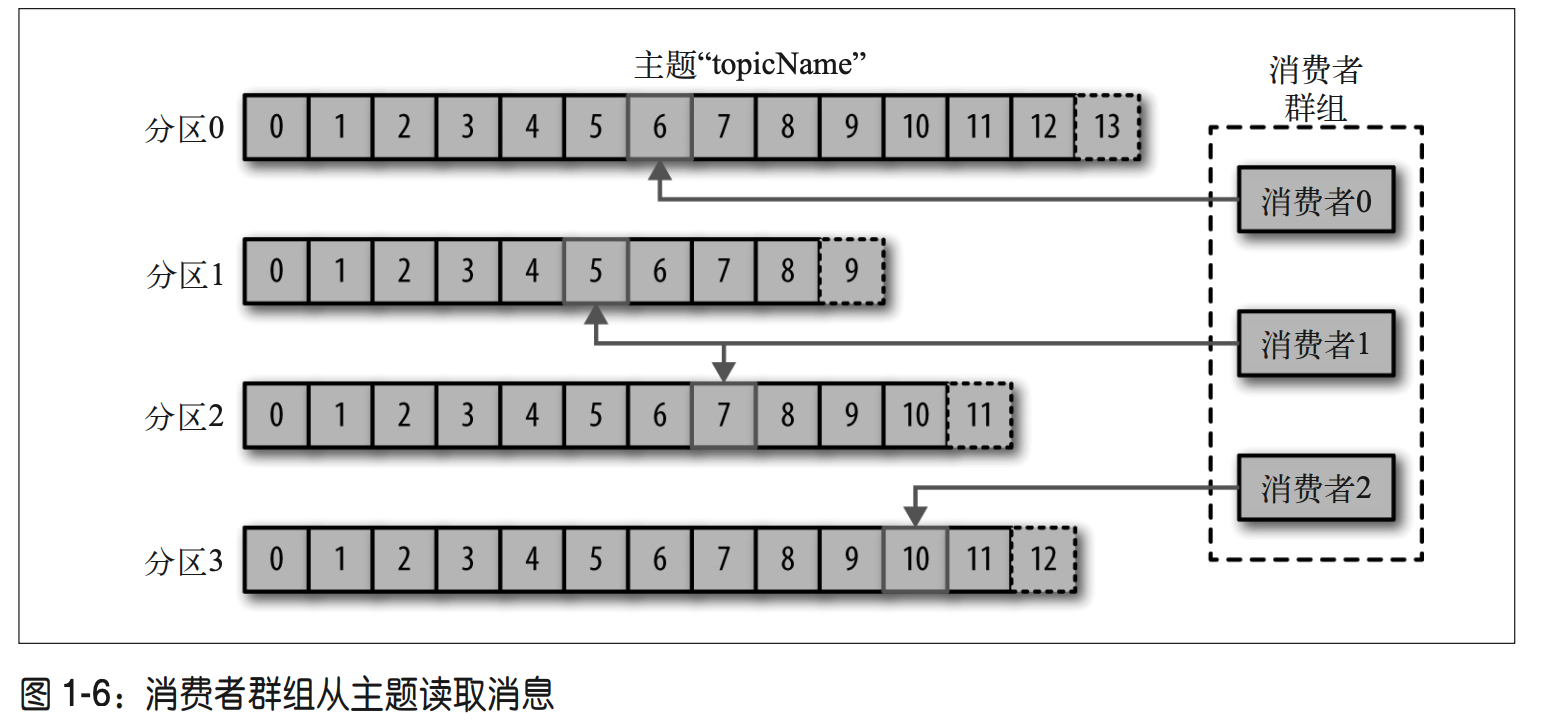 主题“topicName”
消费者
群组
分区0 0 1 2 3 4 5 6 7 8 9 10 11 12 13
消费者0
分区1 0 1 2 3 4 5 6 7 8 9
消费者1
分区2 0 1 2 3 4 5 6 7 8 9 10 11
消费者2
分区3 0 1 2 3 4 5 6 7 8 9 10 11 12
图 1-6：消费者群组从主题读取消息